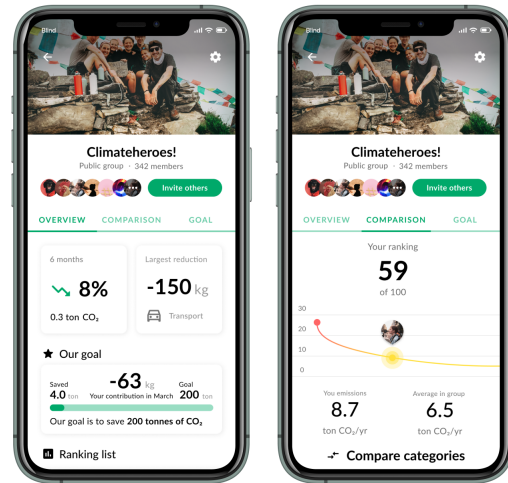 Blind
Climateheroes!
Public group · 342 members
Invite others
OVERVIEW COMPARISON GOAL
6 months
8%
0.3 ton CO₂
Largest reduction
-150 kg
Transport
Our goal
Saved
4.0 ton
-63 kg
Your contribution in March
Goal
200 ton
Our goal is to save 200 tonnes of CO₂
Ranking list
Blind
Climateheroes!
Public group · 342 members
Invite others
OVERVIEW COMPARISON GOAL
Your ranking
59
of 100
30
20
10
0
You emissions
8.7
ton CO₂/yr
Average in group
6.5
ton CO₂/yr
Compare categories